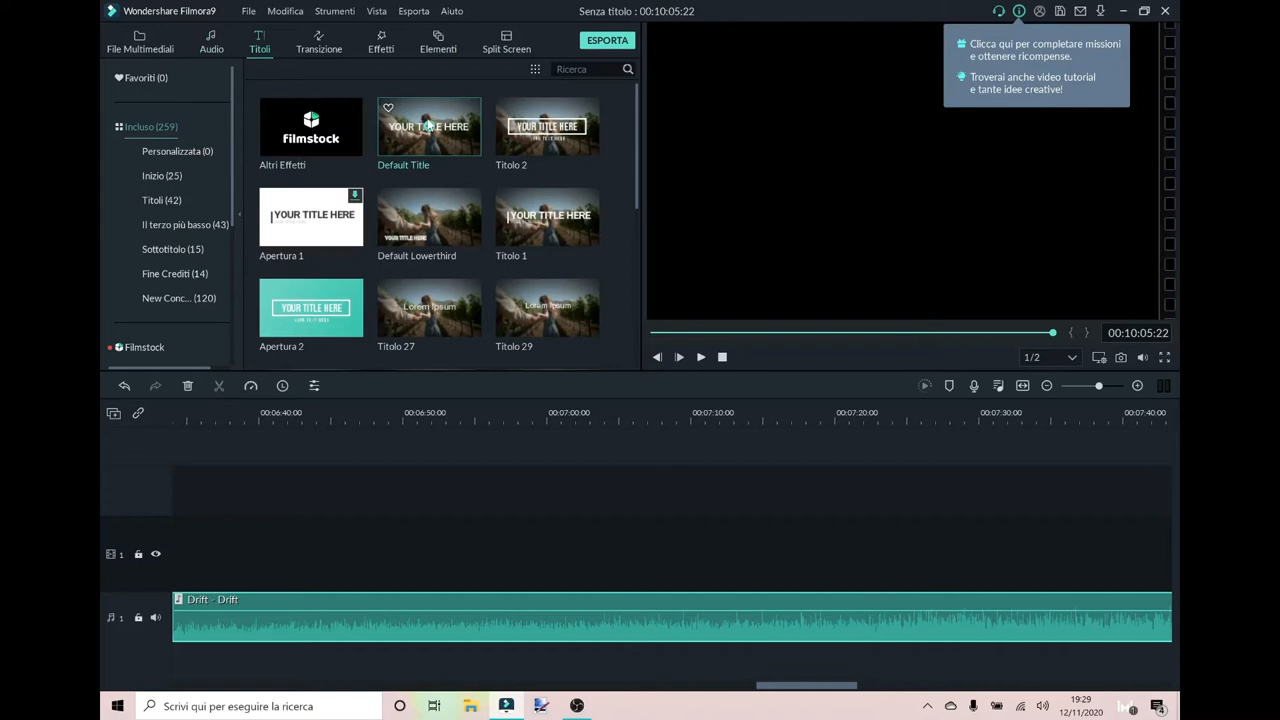 Wondershare Filmora9
File Modifica Strumenti Vista Esporta Aiuto
Senza titolo : 00:10:05:22
File Multimediali Audio Titoli Transizione Effetti Elementi Split Screen
ESPORTA
Clicca qui per completare missioni
e ottenere ricompense.
Troverai anche video tutorial
e tante idee creative!
Favoriti (0)
Ricerca
Incluso (259)
Personalizzata (0)
Inizio (25)
Titoli (42)
Il terzo più basso (43)
Sottotitolo (15)
Fine Crediti (14)
New Conc... (120)
Filmstock
filmstock
Altri Effetti
YOUR TITLE HERE
Default Title
YOUR TITLE HERE
Titolo 2
YOUR TITLE HERE
Apertura 1
YOUR TITLE HERE
Default Lowerthird
YOUR TITLE HERE
Titolo 1
YOUR TITLE HERE
Apertura 2
Lorem Ipsum
Titolo 27
Lorem Ipsum
Titolo 29
00:10:05:22
1/2
00:06:40:00 00:06:50:00 00:07:00:00 00:07:10:00 00:07:20:00 00:07:30:00 00:07:40:00
1
Drift - Drift
1
Scrivi qui per eseguire la ricerca
19:29
12/11/2020
4